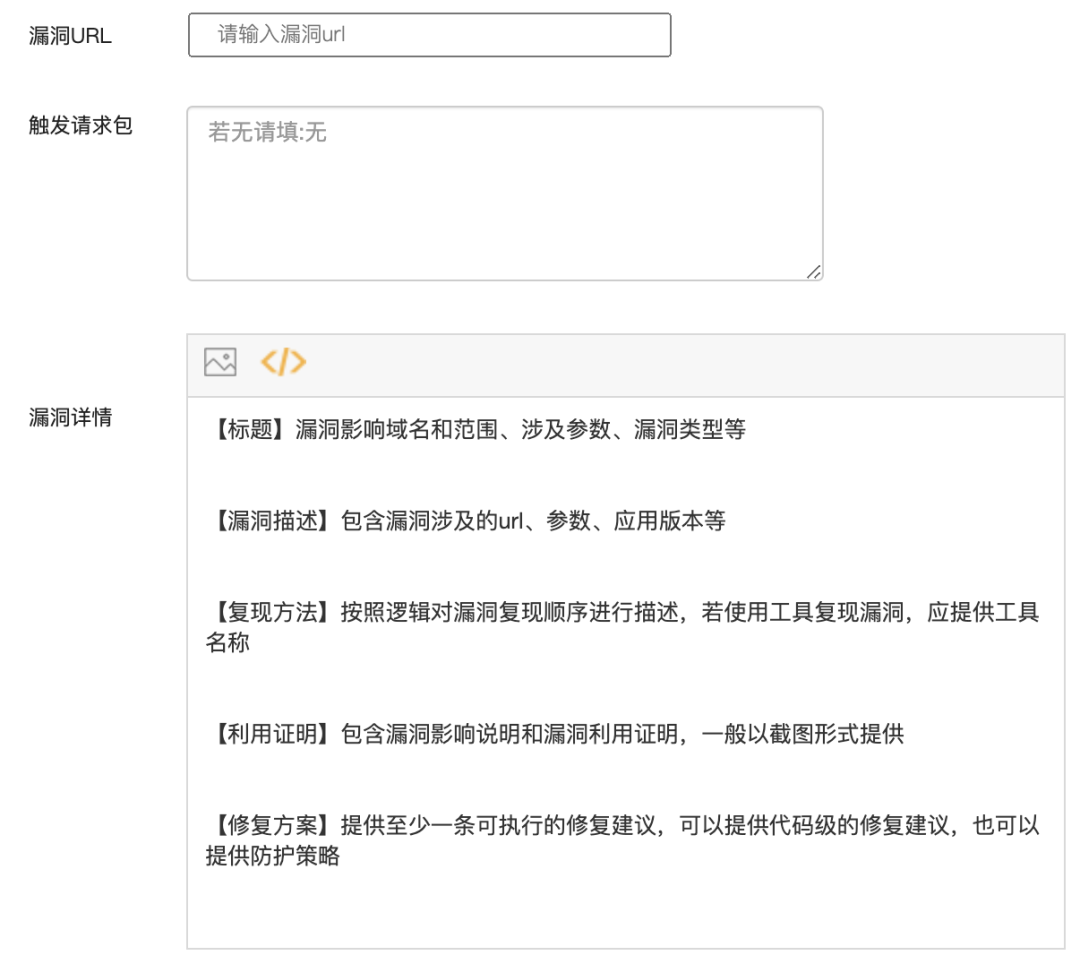 漏洞URL
请输入漏洞url
触发请求包
若无请填:无
漏洞详情
【标题】漏洞影响域名和范围、涉及参数、漏洞类型等
【漏洞描述】包含漏洞涉及的url、参数、应用版本等
【复现方法】按照逻辑对漏洞复现顺序进行描述，若使用工具复现漏洞，应提供工具
名称
【利用证明】包含漏洞影响说明和漏洞利用证明，一般以截图形式提供
【修复方案】提供至少一条可执行的修复建议，可以提供代码级的修复建议，也可以
提供防护策略